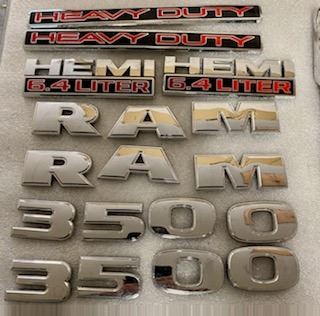 HEAVY DUTY
HEAVY DUTY
HEMI HEMI
6.4 LITER 6.4 LITER
RAM
RAM
3500
3500